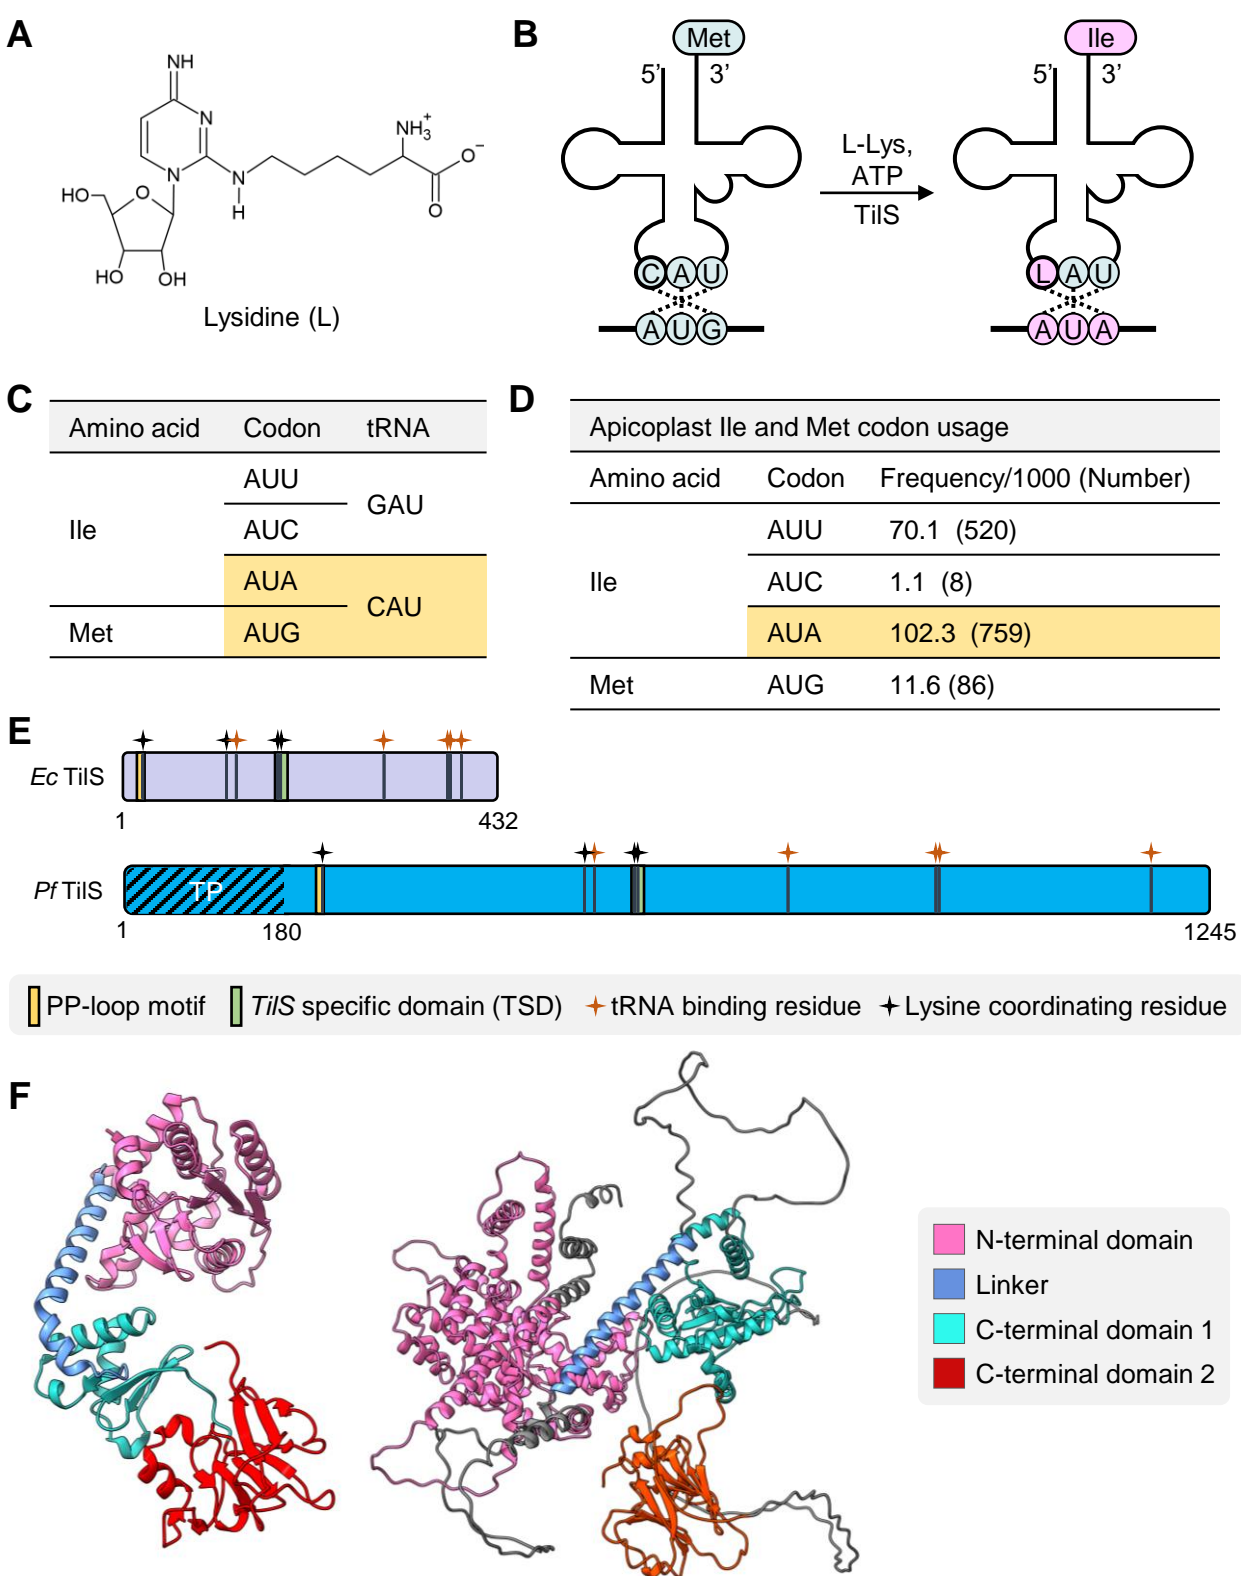 A
NH
N
N
N
H
NH3+
O−
O
O
HO
HO
OH
Lysidine (L)
B
Met
5’ 3’
C A U
A U G
L-Lys,
ATP
TilS
Ile
5’ 3’
L A U
A U A
C
Amino acid Codon tRNA
Ile
AUU
GAU
AUC
AUA
CAU
Met AUG
D
Apicoplast Ile and Met codon usage
Amino acid Codon Frequency/1000 (Number)
AUU 70.1 (520)
Ile AUC 1.1 (8)
AUA 102.3 (759)
Met AUG 11.6 (86)
E
Ec TilS
1 432
Pf TilS
TP
1 180 1245
PP-loop motif TilS specific domain (TSD) tRNA binding residue Lysine coordinating residue
F
N-terminal domain
Linker
C-terminal domain 1
C-terminal domain 2